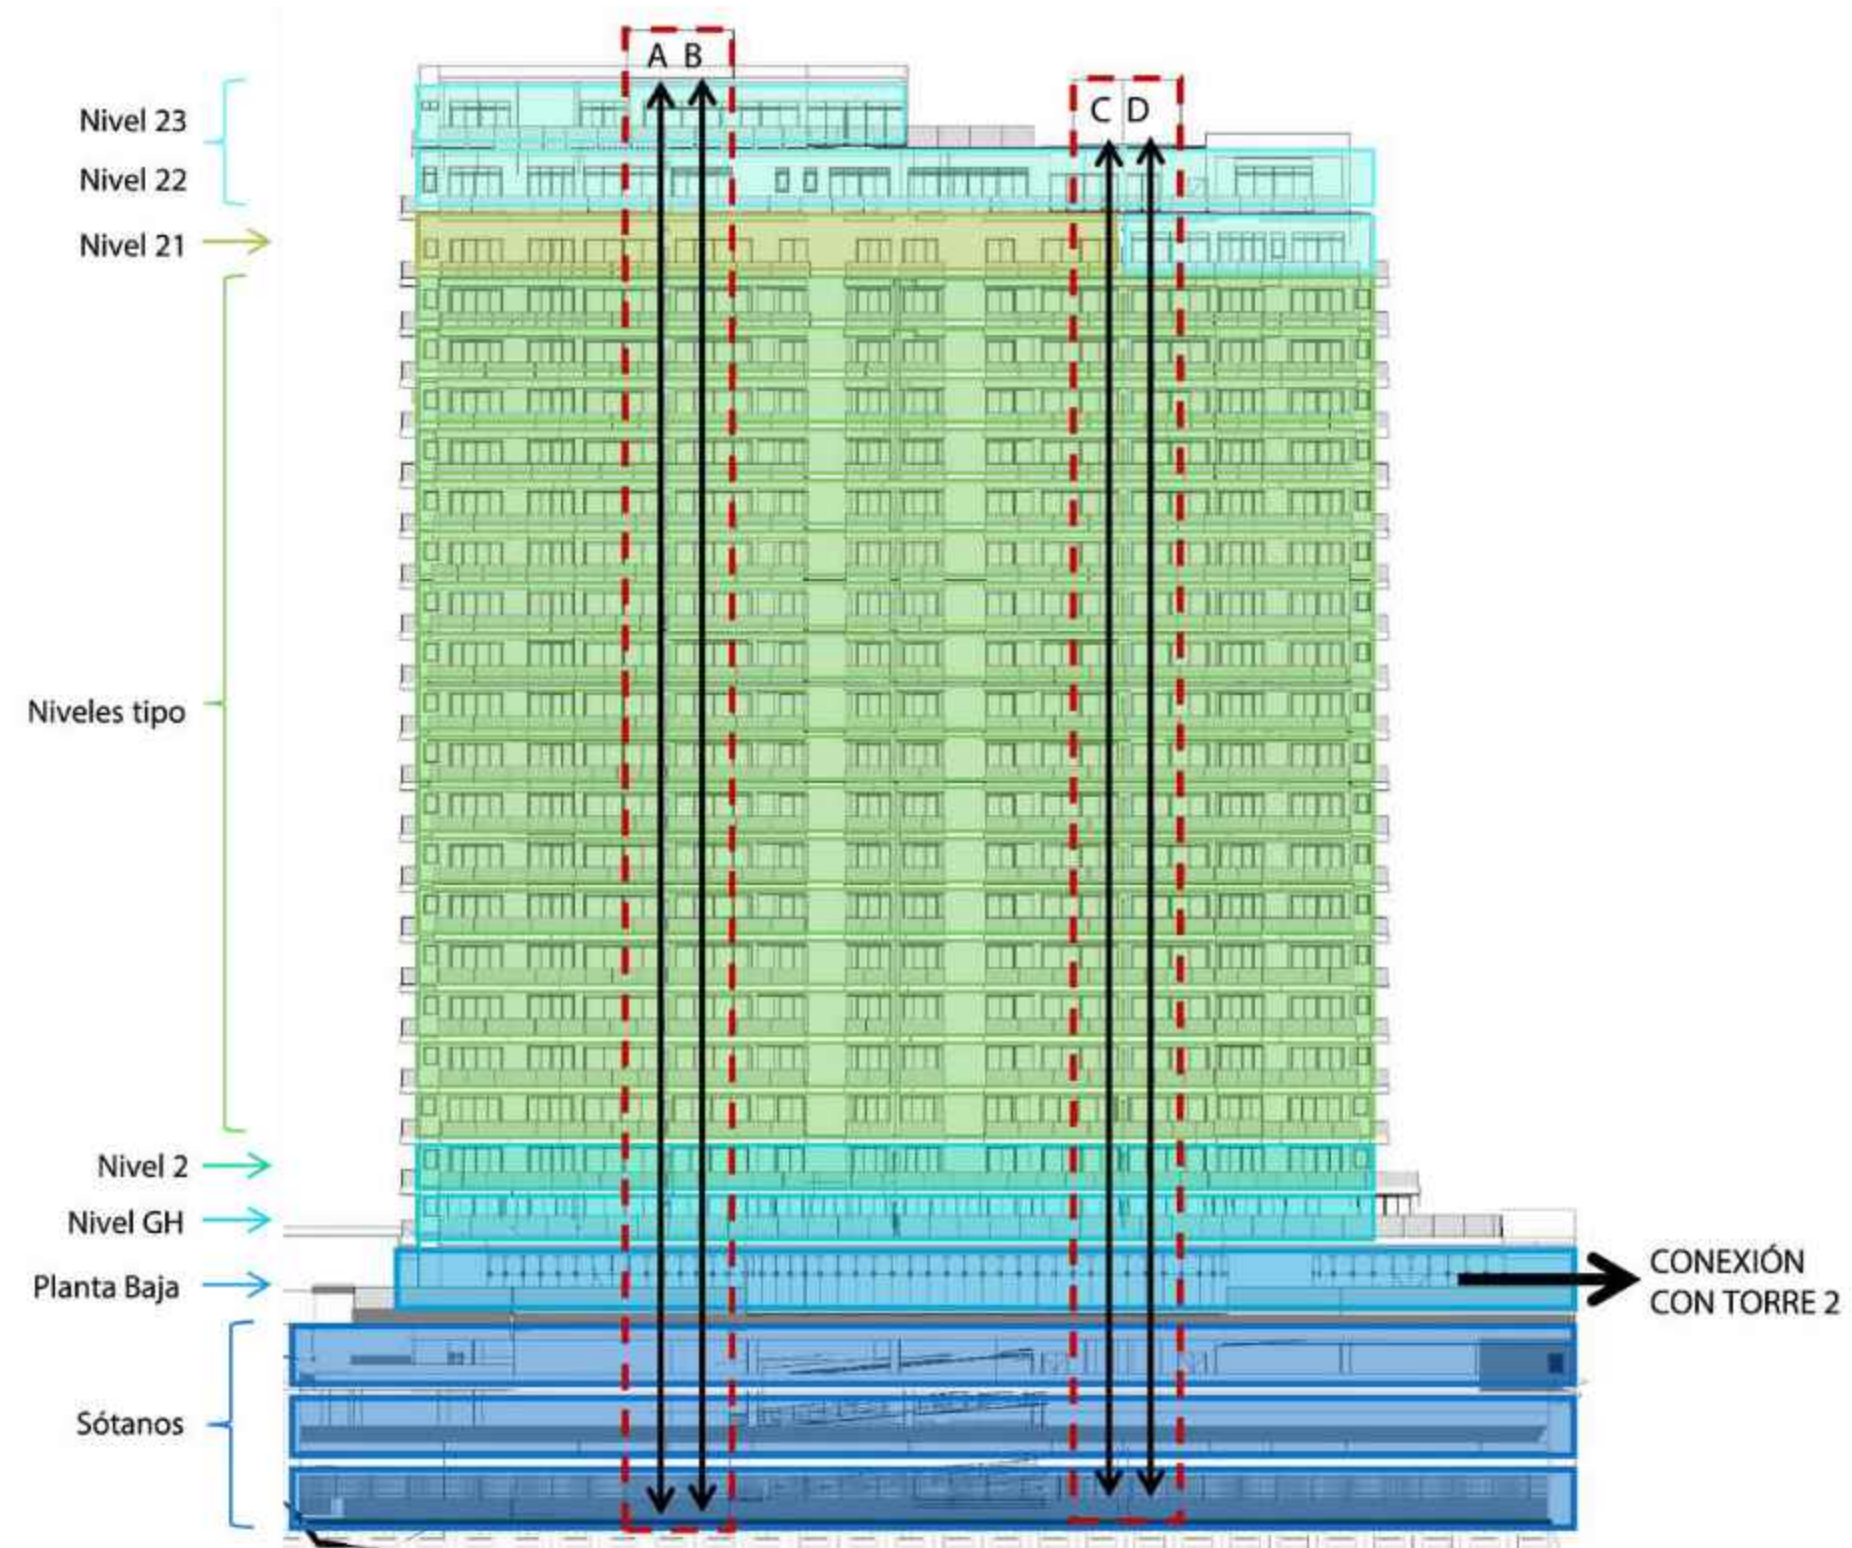 A B
C D
Nivel 23
Nivel 22
Nivel 21
Niveles tipo
Nivel 2
Nivel GH
Planta Baja
CONEXIÓN
CON TORRE 2
Sótanos